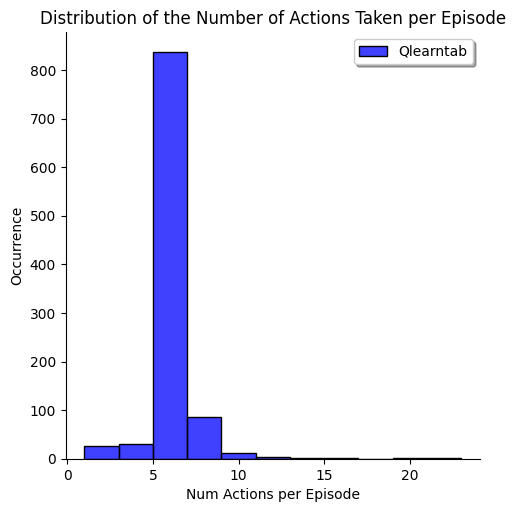 Distribution of the Number of Actions Taken per Episode
Qlearntab
800
700
600
500
400
300
200
100
0
Occurrence
0 5 10 15 20
Num Actions per Episode